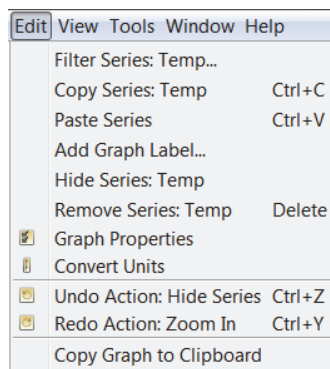 Edit View Tools Window Help
Filter Series: Temp...
Copy Series: Temp Ctrl+C
Paste Series Ctrl+V
Add Graph Label...
Hide Series: Temp
Remove Series: Temp Delete
Graph Properties
Convert Units
Undo Action: Hide Series Ctrl+Z
Redo Action: Zoom In Ctrl+Y
Copy Graph to Clipboard